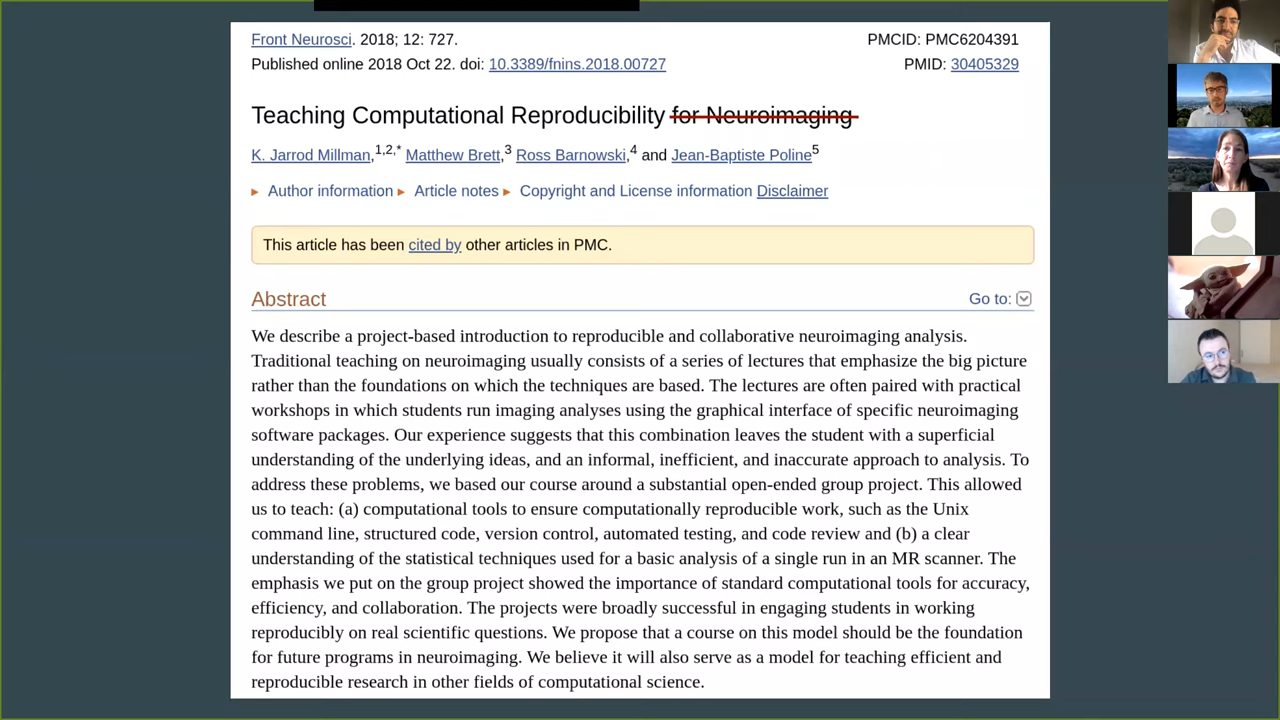 Front Neurosci. 2018; 12: 727.
PMCID: PMC6204391
Published online 2018 Oct 22. doi: 10.3389/fnins.2018.00727
PMID: 30405329
Teaching Computational Reproducibility for Neuroimaging
K. Jarrod Millman,1,2,* Matthew Brett,3 Ross Barnowski,4 and Jean-Baptiste Poline5
Author information Article notes Copyright and License information Disclaimer
This article has been cited by other articles in PMC.
Abstract
Go to:
We describe a project-based introduction to reproducible and collaborative neuroimaging analysis.
Traditional teaching on neuroimaging usually consists of a series of lectures that emphasize the big picture
rather than the foundations on which the techniques are based. The lectures are often paired with practical
workshops in which students run imaging analyses using the graphical interface of specific neuroimaging
software packages. Our experience suggests that this combination leaves the student with a superficial
understanding of the underlying ideas, and an informal, inefficient, and inaccurate approach to analysis. To
address these problems, we based our course around a substantial open-ended group project. This allowed
us to teach: (a) computational tools to ensure computationally reproducible work, such as the Unix
command line, structured code, version control, automated testing, and code review and (b) a clear
understanding of the statistical techniques used for a basic analysis of a single run in an MR scanner. The
emphasis we put on the group project showed the importance of standard computational tools for accuracy,
efficiency, and collaboration. The projects were broadly successful in engaging students in working
reproducibly on real scientific questions. We propose that a course on this model should be the foundation
for future programs in neuroimaging. We believe it will also serve as a model for teaching efficient and
reproducible research in other fields of computational science.